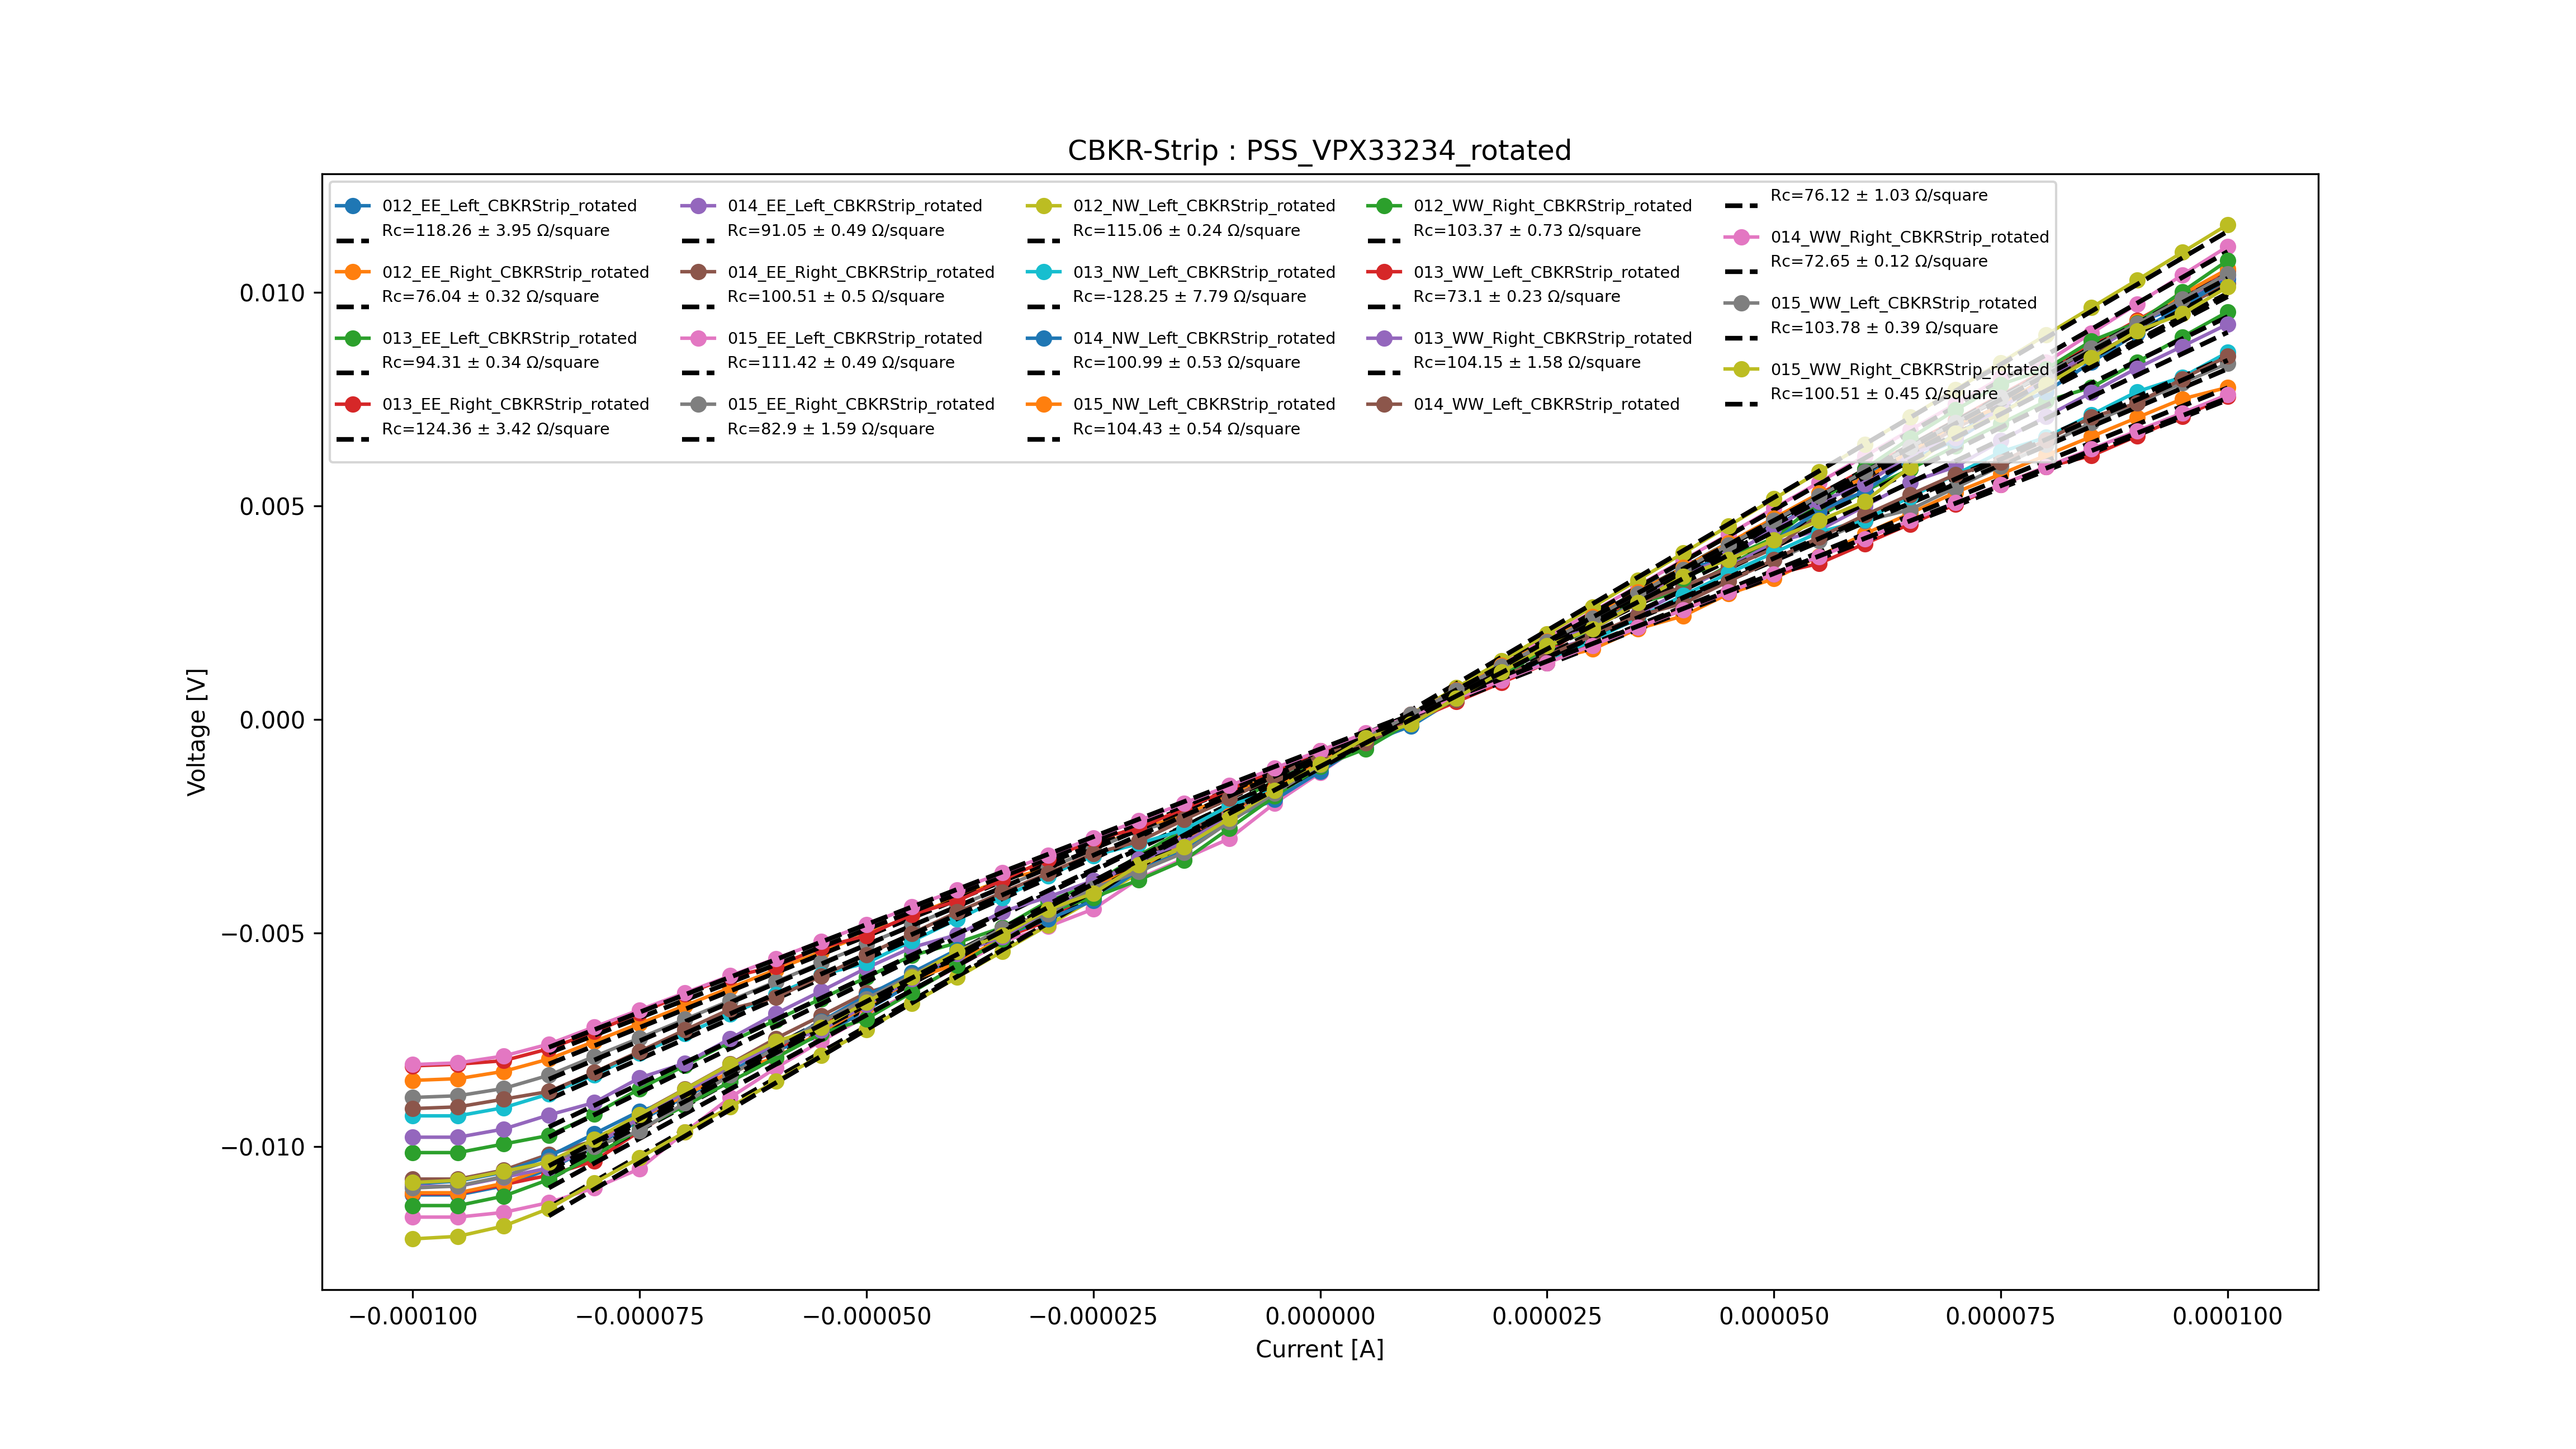 CBKR-Strip : PSS_VPX33234_rotated
012_EE_Left_CBKRStrip_rotated
Rc=118.26 ± 3.95 Ω/square
012_EE_Right_CBKRStrip_rotated
Rc=76.04 ± 0.32 Ω/square
013_EE_Left_CBKRStrip_rotated
Rc=94.31 ± 0.34 Ω/square
013_EE_Right_CBKRStrip_rotated
Rc=124.36 ± 3.42 Ω/square
014_EE_Left_CBKRStrip_rotated
Rc=91.05 ± 0.49 Ω/square
014_EE_Right_CBKRStrip_rotated
Rc=100.51 ± 0.5 Ω/square
015_EE_Left_CBKRStrip_rotated
Rc=111.42 ± 0.49 Ω/square
015_EE_Right_CBKRStrip_rotated
Rc=82.9 ± 1.59 Ω/square
012_NW_Left_CBKRStrip_rotated
Rc=115.06 ± 0.24 Ω/square
013_NW_Left_CBKRStrip_rotated
Rc=-128.25 ± 7.79 Ω/square
014_NW_Left_CBKRStrip_rotated
Rc=100.99 ± 0.53 Ω/square
015_NW_Left_CBKRStrip_rotated
Rc=104.43 ± 0.54 Ω/square
012_WW_Right_CBKRStrip_rotated
Rc=103.37 ± 0.73 Ω/square
013_WW_Left_CBKRStrip_rotated
Rc=73.1 ± 0.23 Ω/square
013_WW_Right_CBKRStrip_rotated
Rc=104.15 ± 1.58 Ω/square
014_WW_Left_CBKRStrip_rotated
Rc=76.12 ± 1.03 Ω/square
014_WW_Right_CBKRStrip_rotated
Rc=72.65 ± 0.12 Ω/square
015_WW_Left_CBKRStrip_rotated
Rc=103.78 ± 0.39 Ω/square
015_WW_Right_CBKRStrip_rotated
Rc=100.51 ± 0.45 Ω/square
0.010
0.005
0.000
−0.005
−0.010
Voltage [V]
−0.000100
−0.000075
−0.000050
−0.000025
0.000000
0.000025
0.000050
0.000075
0.000100
Current [A]